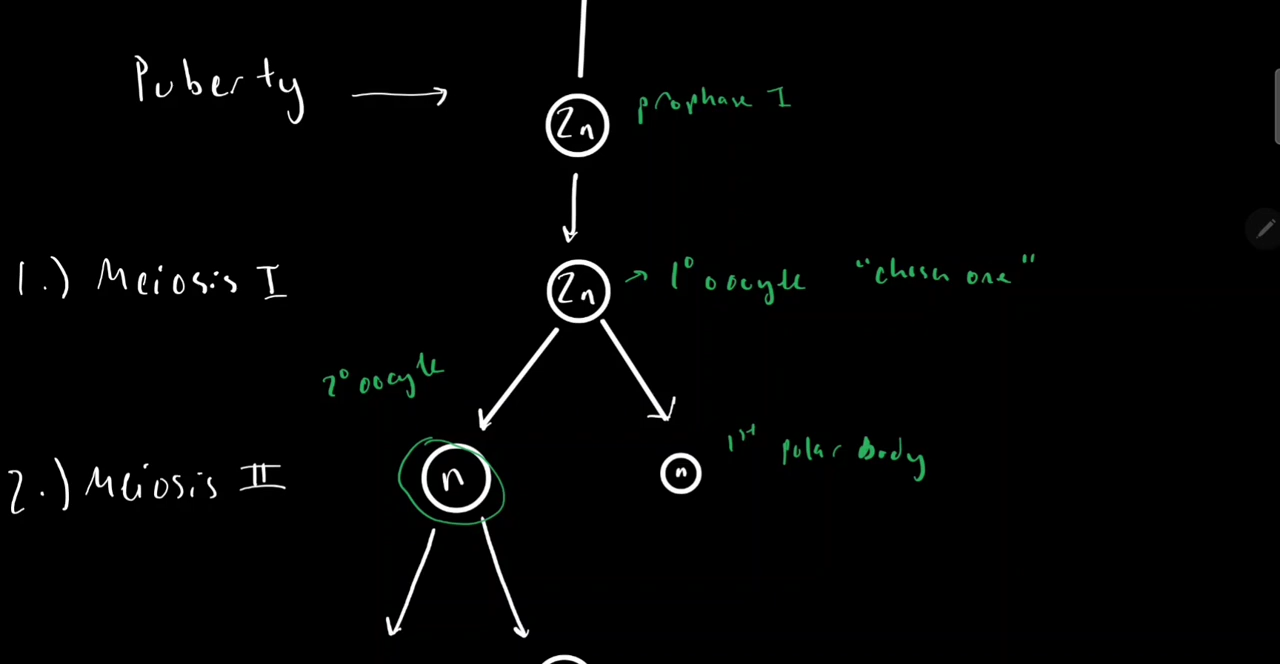 Puberty
2n
prophase I
1.) Meiosis I
2n
1° oocyte "chosen one"
2° oocyte
2.) Meiosis II
n
n
1st polar body